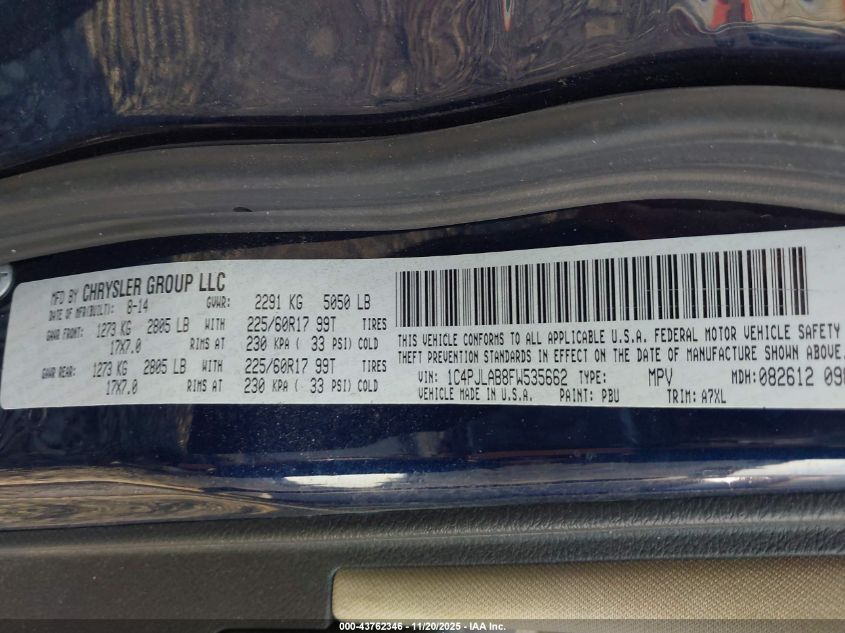 MFD BY CHRYSLER GROUP LLC
DATE OF MFR(BUILT): 8-14 GVWR: 2291 KG 5050 LB
GAWR FRONT: 1273 KG 2805 LB WITH 225/60R17 99T TIRES
17X7.0 RIMS AT 230 KPA ( 33 PSI) COLD
GAWR REAR: 1273 KG 2805 LB WITH 225/60R17 99T TIRES
17X7.0 RIMS AT 230 KPA ( 33 PSI) COLD
THIS VEHICLE CONFORMS TO ALL APPLICABLE U.S.A. FEDERAL MOTOR VEHICLE SAFETY
THEFT PREVENTION STANDARDS IN EFFECT ON THE DATE OF MANUFACTURE SHOWN ABOVE.
VIN: 1C4PJLAB8FW535662 TYPE: MPV MDH: 082612
VEHICLE MADE IN U.S.A. PAINT: PBU TRIM: A7XL
000-43762346 - 11/20/2025 - IAA Inc.